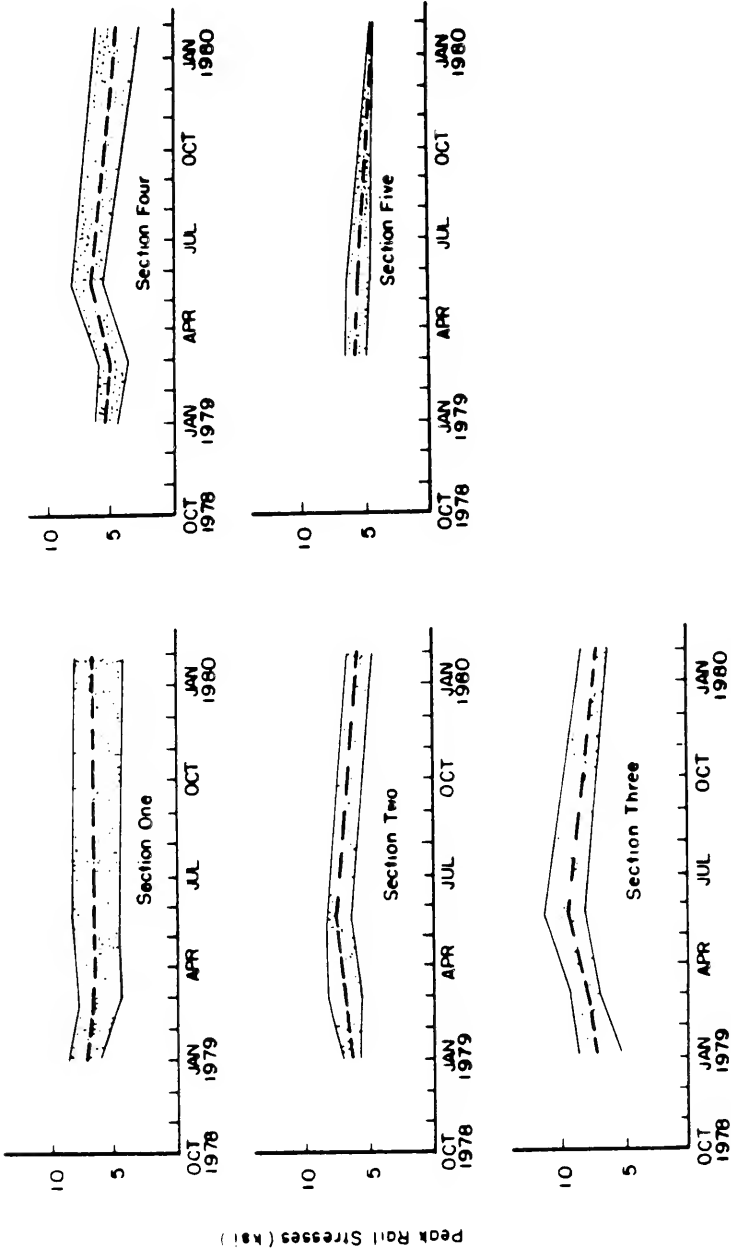 Peak Rail Stresses (ksi)
10
5
OCT
1978
JAN
1979
APR
JUL
OCT
JAN
1980
Section One
10
5
OCT
1978
JAN
1979
APR
JUL
OCT
JAN
1980
Section Two
10
5
OCT
1978
JAN
1979
APR
JUL
OCT
JAN
1980
Section Three
10
5
OCT
1978
JAN
1979
APR
JUL
OCT
JAN
1980
Section Four
10
5
OCT
1978
JAN
1979
APR
JUL
OCT
JAN
1980
Section Five